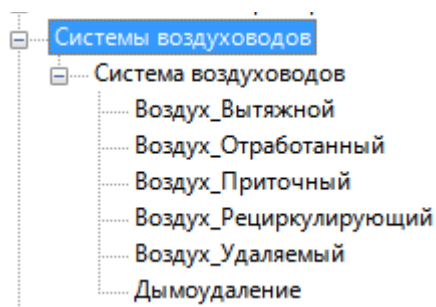 Системы воздуховодов
Система воздуховодов
Воздух_Вытяжной
Воздух_Отработанный
Воздух_Приточный
Воздух_Рециркулирующий
Воздух_Удаляемый
Дымоудаление